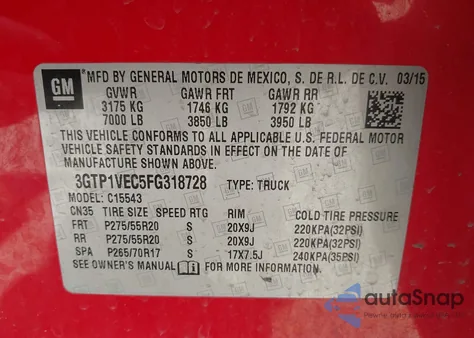 GM
MFD BY GENERAL MOTORS DE MEXICO, S. DE R.L. DE C.V. 03/15
GVWR GAWR FRT GAWR RR
3175 KG 1746 KG 1792 KG
7000 LB 3850 LB 3950 LB
THIS VEHICLE CONFORMS TO ALL APPLICABLE U.S. FEDERAL MOTOR
VEHICLE SAFETY STANDARDS IN EFFECT ON THE DATE OF
MANUFACTURE SHOWN ABOVE.
3GTP1VEC5FG318728 TYPE: TRUCK
MODEL: C15543
CN35 TIRE SIZE SPEED RTG RIM COLD TIRE PRESSURE
FRT P275/55R20 S 20X9J 220KPA(32PSI)
RR P275/55R20 S 20X9J 220KPA(32PSI)
SPA P265/70R17 S 17X7.5J 240KPA(35PSI)
SEE OWNER'S MANUAL FOR MORE INFORMATION
autoSnap